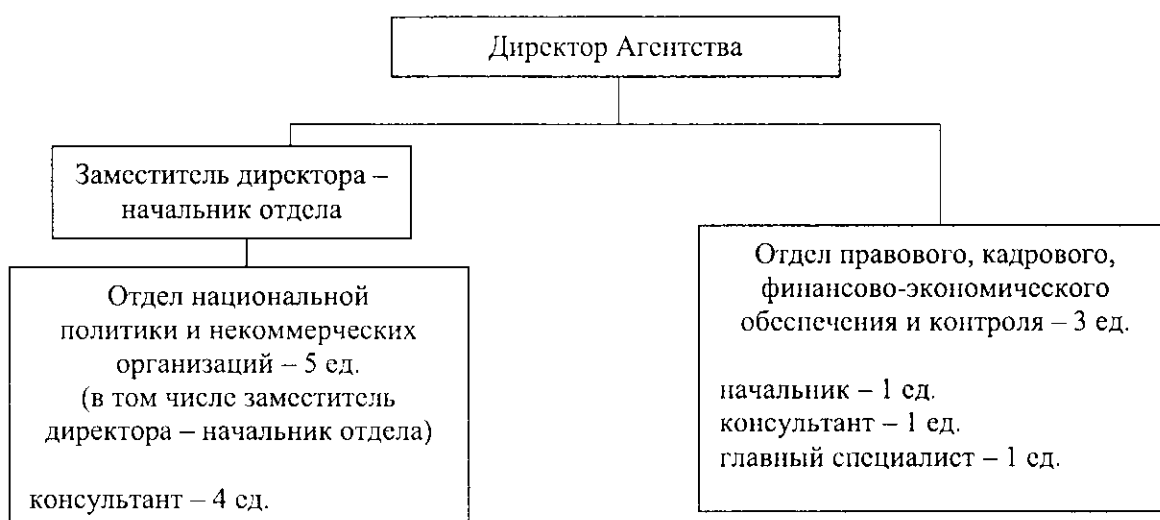 Директор Агентства
Заместитель директора –
начальник отдела
Отдел национальной
политики и некоммерческих
организаций – 5 ед.
(в том числе заместитель
директора – начальник отдела)
консультант – 4 ед.
Отдел правового, кадрового,
финансово-экономического
обеспечения и контроля – 3 ед.
начальник – 1 ед.
консультант – 1 ед.
главный специалист – 1 ед.